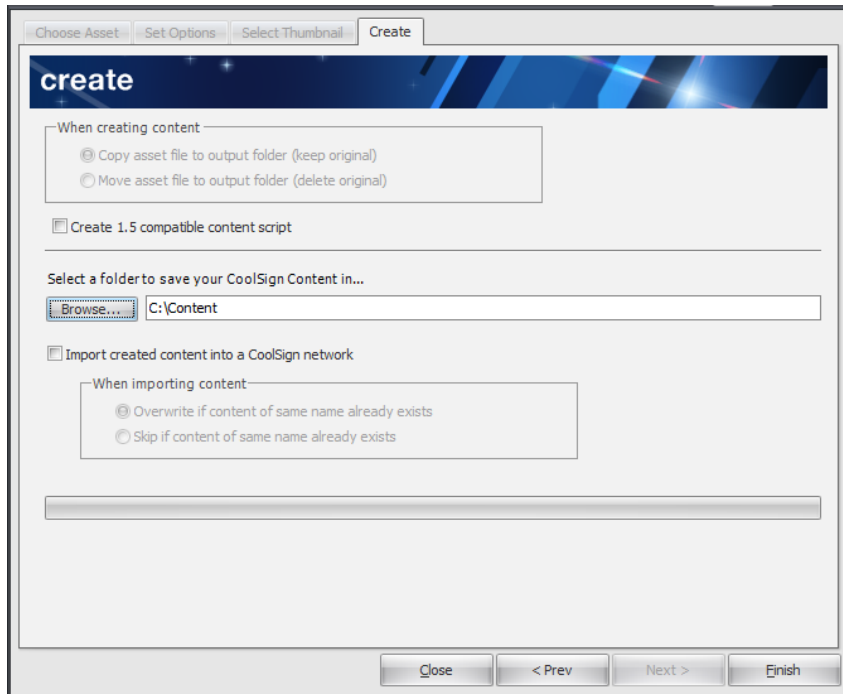 Choose Asset Set Options Select Thumbnail Create
create
When creating content
Copy asset file to output folder (keep original)
Move asset file to output folder (delete original)
Create 1.5 compatible content script
Select a folder to save your CoolSign Content in...
Browse... C:\Content
Import created content into a CoolSign network
When importing content
Overwrite if content of same name already exists
Skip if content of same name already exists
Close < Prev Next > Finish